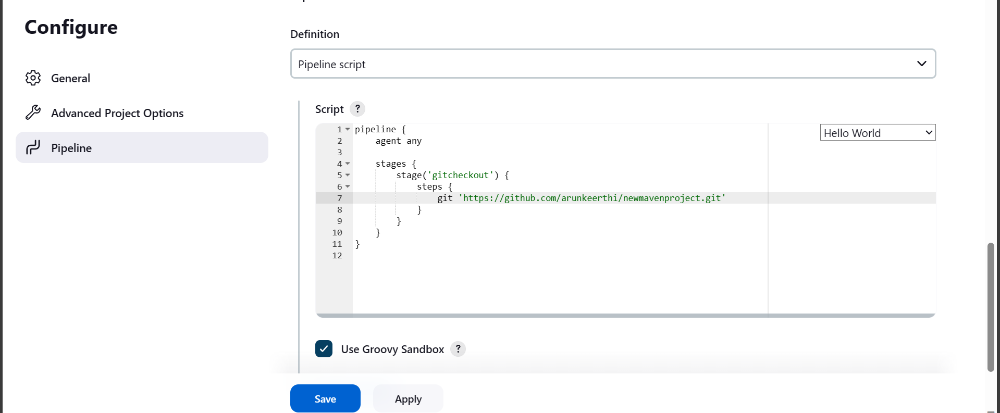 Configure
General
Advanced Project Options
Pipeline
Definition
Pipeline script
Script ?
Hello World
1 pipeline {
2     agent any
3
4     stages {
5         stage('gitcheckout') {
6             steps {
7                 git 'https://github.com/arunkeerthi/newmavenproject.git'
8             }
9         }
10     }
11 }
12
Use Groovy Sandbox ?
Save
Apply